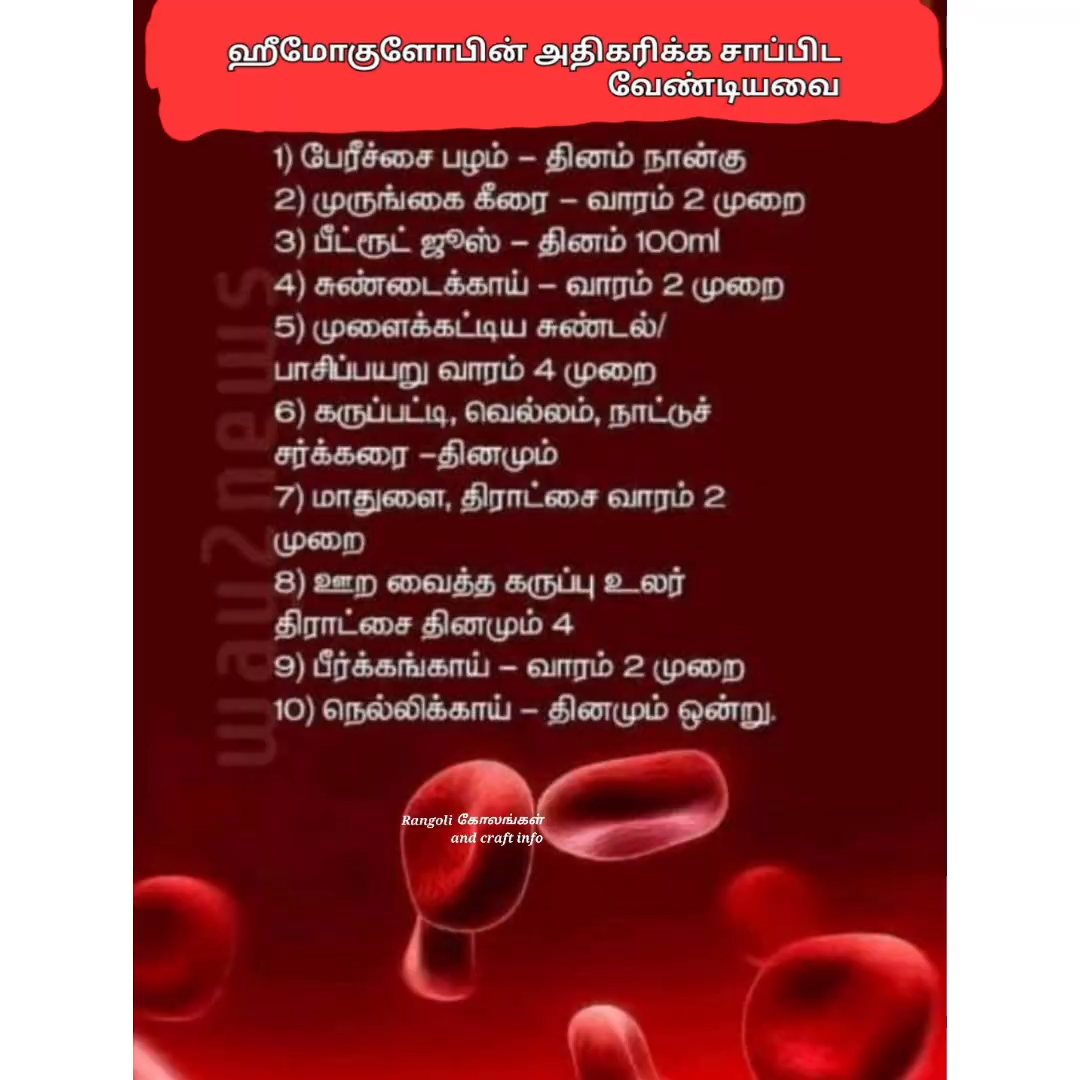 ஹீமோகுளோபின் அதிகரிக்க சாப்பிட
வேண்டியவை
1) பேரீச்சை பழம் – தினம் நான்கு
2) முருங்கை கீரை – வாரம் 2 முறை
3) பீட்ரூட் ஜூஸ் – தினம் 100ml
4) சுண்டைக்காய் – வாரம் 2 முறை
5) முளைக்கட்டிய சுண்டல்/
பாசிப்பயறு வாரம் 4 முறை
6) கருப்பட்டி, வெல்லம், நாட்டுச்
சர்க்கரை –தினமும்
7) மாதுளை, திராட்சை வாரம் 2
முறை
8) ஊற வைத்த கருப்பு உலர்
திராட்சை தினமும் 4
9) பீர்க்கங்காய் – வாரம் 2 முறை
10) நெல்லிக்காய் – தினமும் ஒன்று.
wau2news
Rangoli கோலங்கள்
and craft info